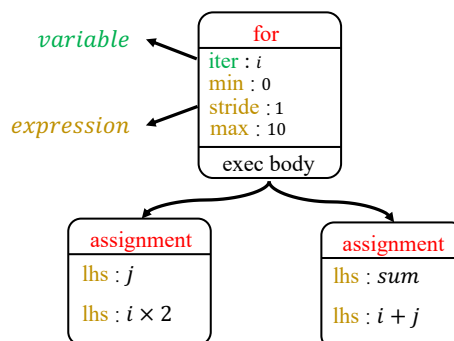 variable
expression
for
iter : i
min : 0
stride : 1
max : 10
exec body
assignment
lhs : j
lhs : i × 2
assignment
lhs : sum
lhs : i + j